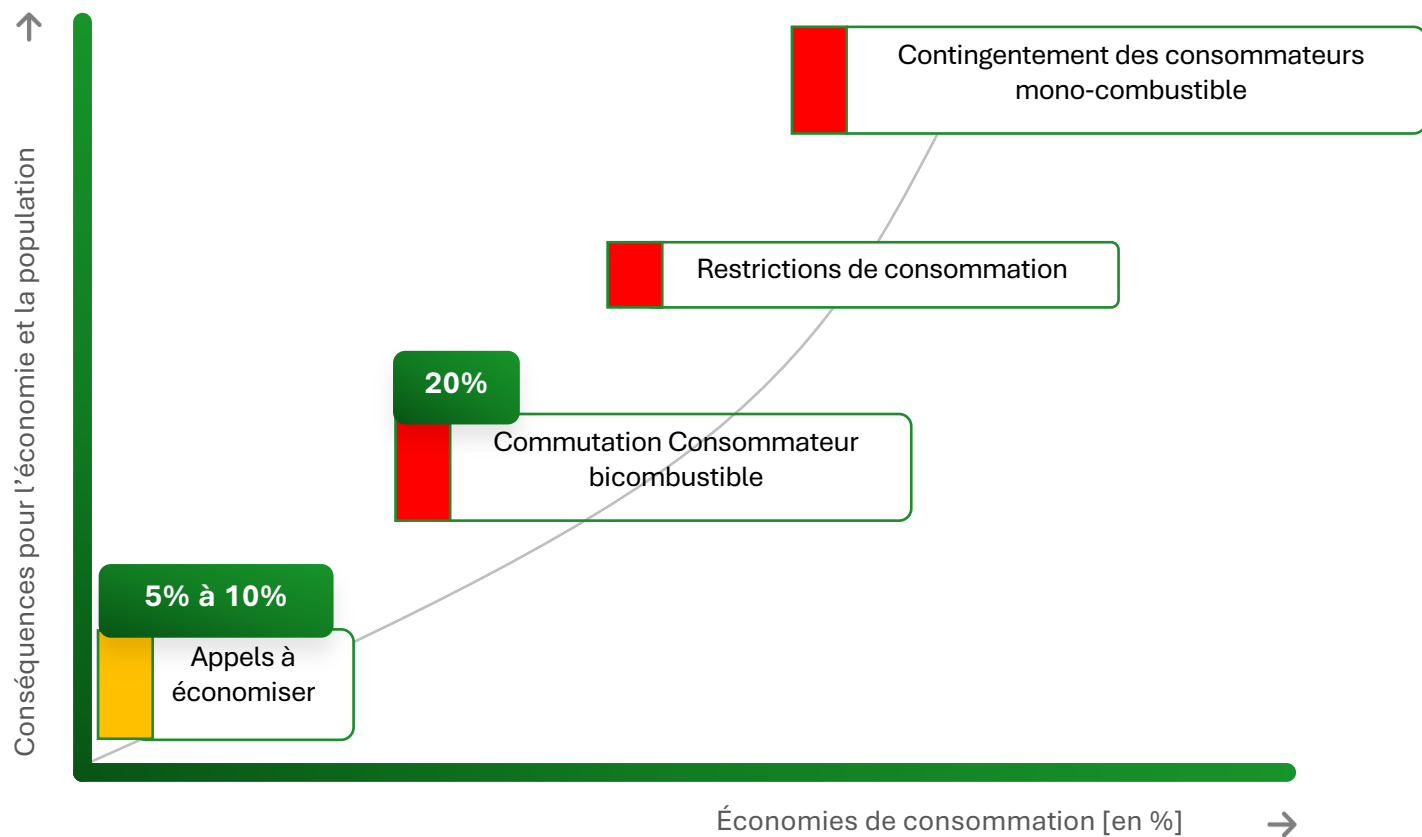 Contingentement des consommateurs
mono-combustible
Restrictions de consommation
20%
Commutation Consommateur
bicombustible
5% à 10%
Appels à
économiser
Conséquences pour l'économie et la population
Économies de consommation [en %]